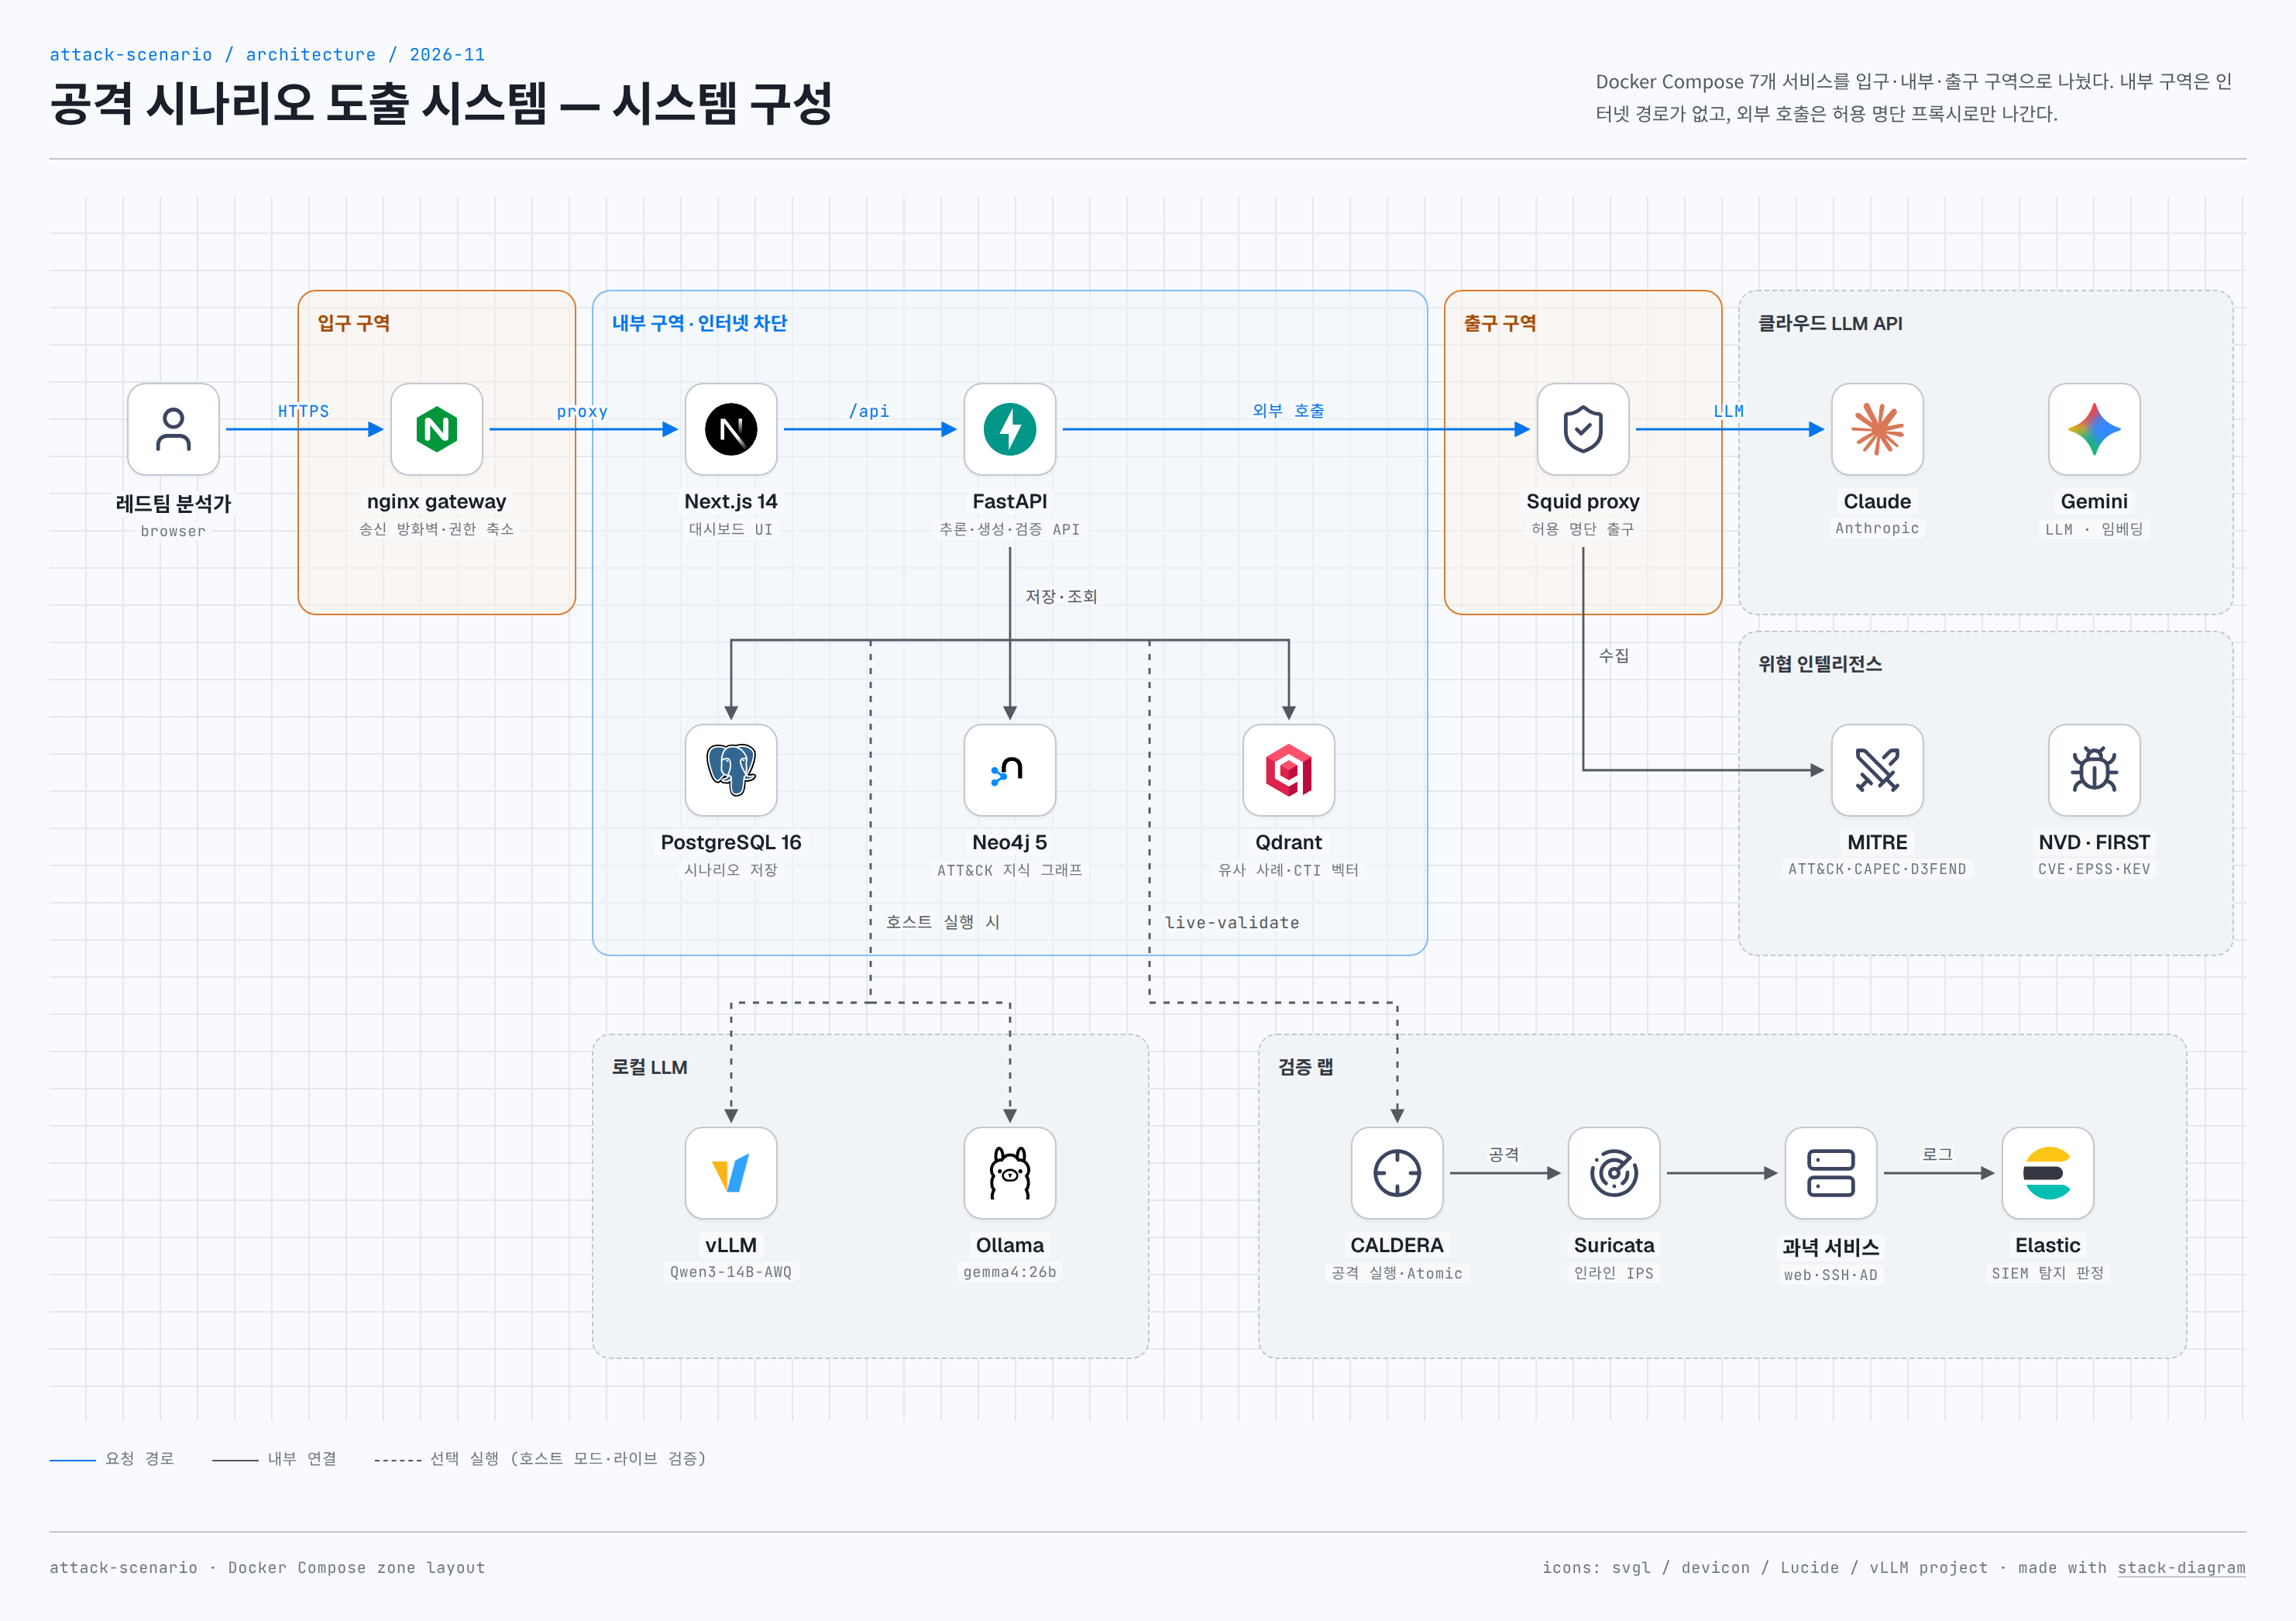 attack-scenario / architecture / 2026-11
공격 시나리오 도출 시스템 — 시스템 구성
Docker Compose 7개 서비스를 입구·내부·출구 구역으로 나눴다. 내부 구역은 인
터넷 경로가 없고, 외부 호출은 허용 명단 프록시로만 나간다.
입구 구역
내부 구역 · 인터넷 차단
출구 구역
클라우드 LLM API
HTTPS
proxy
/api
외부 호출
LLM
레드팀 분석가
browser
nginx gateway
송신 방화벽·권한 축소
Next.js 14
대시보드 UI
FastAPI
추론·생성·검증 API
Squid proxy
허용 명단 출구
Claude
Anthropic
Gemini
LLM · 임베딩
저장·조회
수집
위협 인텔리전스
PostgreSQL 16
시나리오 저장
Neo4j 5
ATT&CK 지식 그래프
Qdrant
유사 사례·CTI 벡터
MITRE
ATT&CK·CAPEC·D3FEND
NVD · FIRST
CVE·EPSS·KEV
호스트 실행 시
live-validate
로컬 LLM
검증 랩
공격
로그
vLLM
Qwen3-14B-AWQ
Ollama
gemma4:26b
CALDERA
공격 실행·Atomic
Suricata
인라인 IPS
과녁 서비스
web·SSH·AD
Elastic
SIEM 탐지 판정
요청 경로
내부 연결
선택 실행 (호스트 모드·라이브 검증)
attack-scenario · Docker Compose zone layout
icons: svgl / devicon / Lucide / vLLM project · made with stack-diagram